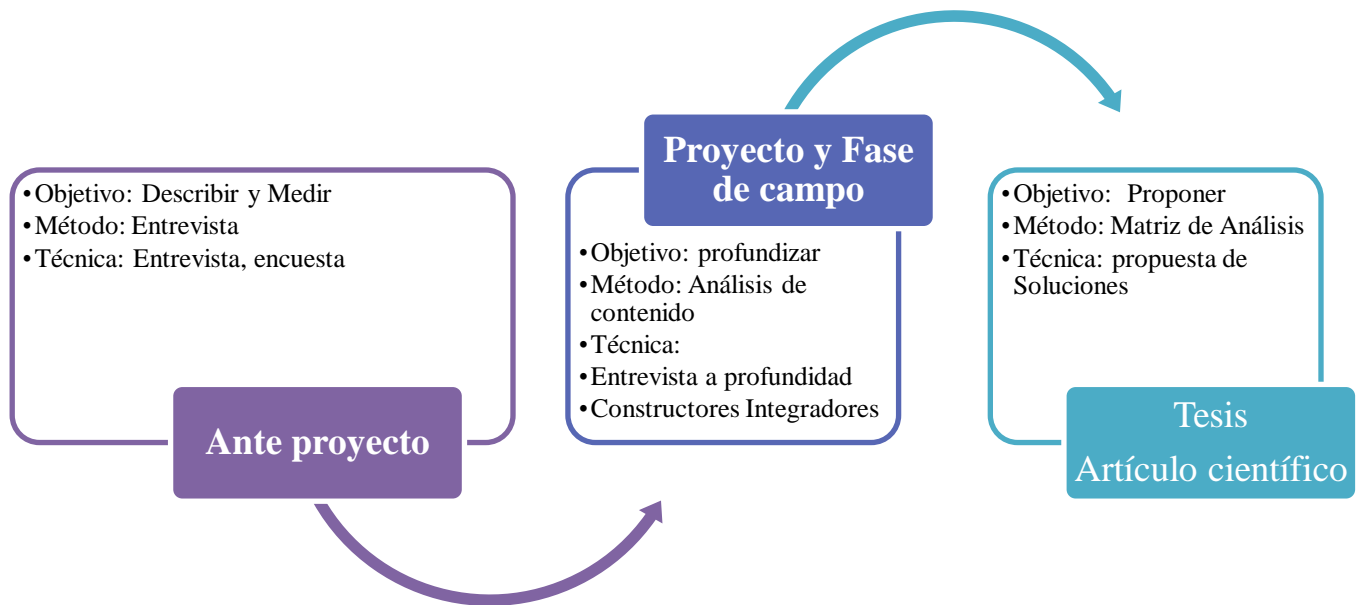 •Objetivo: Describir y Medir
•Método: Entrevista
•Técnica: Entrevista, encuesta
Ante proyecto
Proyecto y Fase
de campo
•Objetivo: profundizar
•Método: Análisis de
contenido
•Técnica:
•Entrevista a profundidad
•Constructores Integradores
•Objetivo: Proponer
•Método: Matriz de Análisis
•Técnica: propuesta de
Soluciones
Tesis
Artículo científico